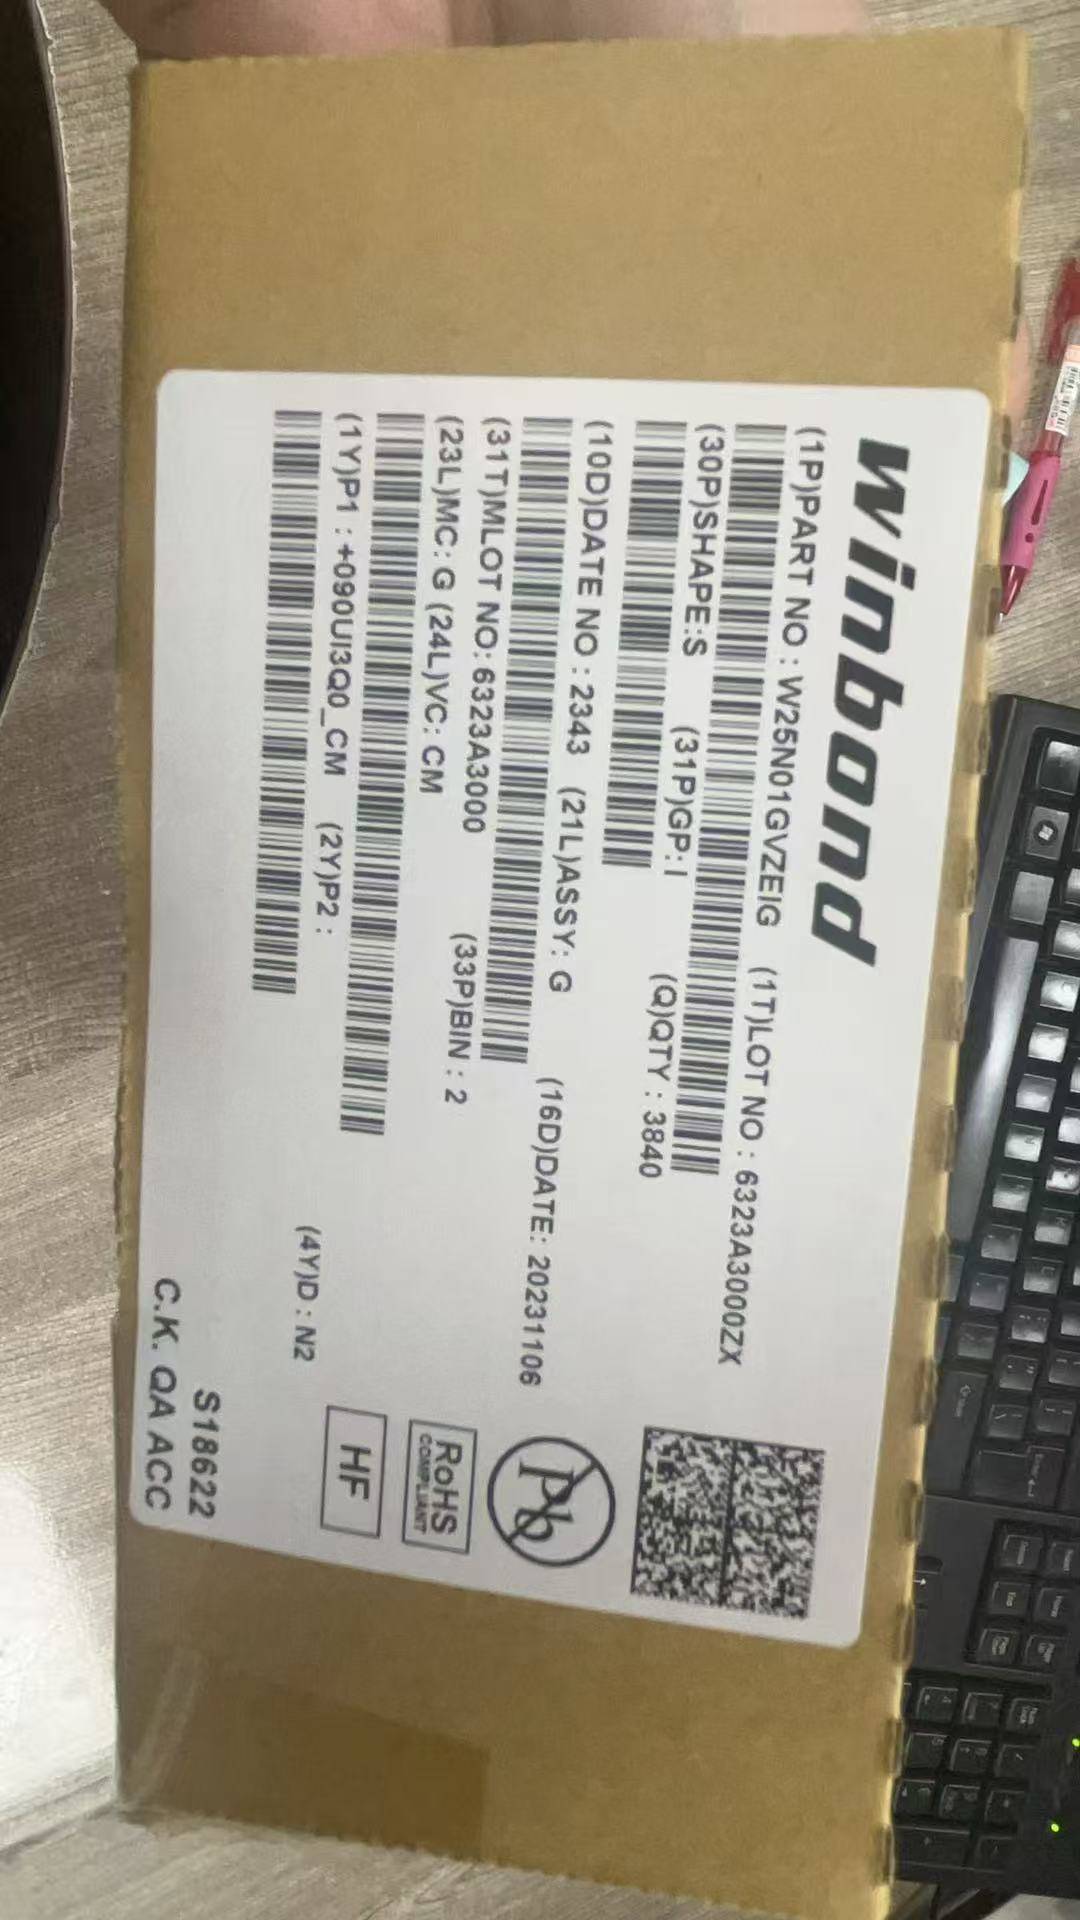 winbond
(1P)PART NO : W25N01GVZEIG (1T)LOT NO : 6323A3000ZX
(30P)SHAPE:S (31P)GP: I (Q)QTY : 3840
(10D)DATE NO : 2343 (21L)ASSY: G (16D)DATE: 20231106
(31T)MLOT NO: 6323A3000 (33P)BIN : 2
(23L)MC: G (24L)VC: CM
(1Y)P1 : +090UI3Q0_CM (2Y)P2 : (4Y)D : N2
Pb
RoHS
COMPLIANT
HF
S18622
C.K. QA ACC